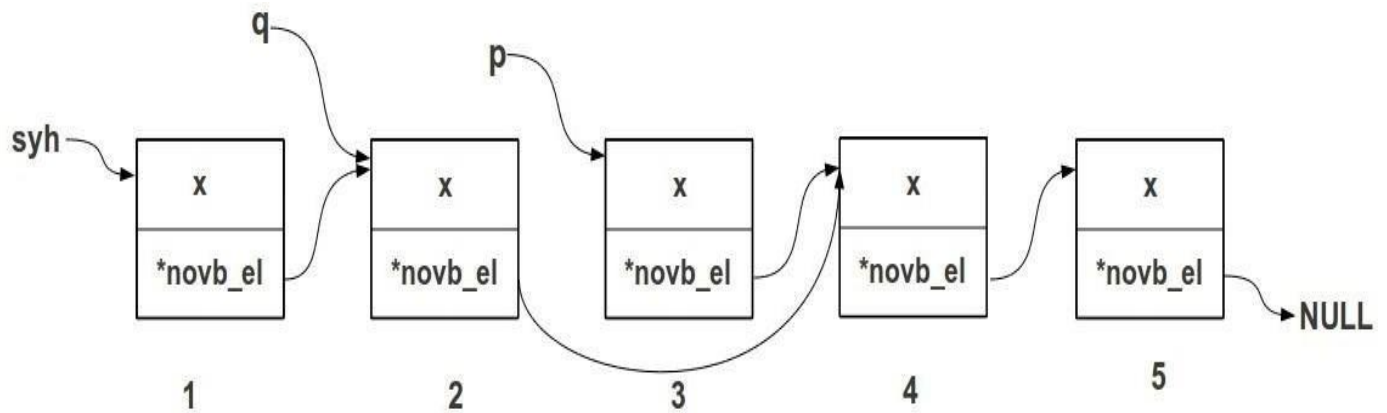 q
p
syh
x x x x x
*novb_el *novb_el *novb_el *novb_el *novb_el
NULL
1 2 3 4 5